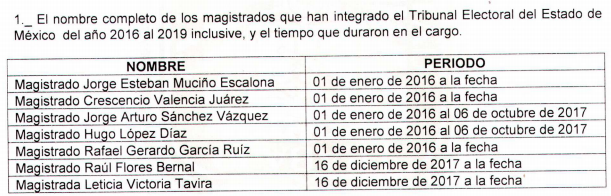 1._ El nombre completo de los magistrados que han integrado el Tribunal Electoral del Estado de
México del año 2016 al 2019 inclusive, y el tiempo que duraron en el cargo.
NOMBRE PERIODO
Magistrado Jorge Esteban Muciño Escalona 01 de enero de 2016 a la fecha
Magistrado Crescencio Valencia Juárez 01 de enero de 2016 a la fecha
Magistrado Jorge Arturo Sánchez Vázquez 01 de enero de 2016 al 06 de octubre de 2017
Magistrado Hugo López Díaz 01 de enero de 2016 al 06 de octubre de 2017
Magistrado Rafael Gerardo García Ruíz 01 de enero de 2016 a la fecha
Magistrado Raúl Flores Bernal 16 de diciembre de 2017 a la fecha
Magistrada Leticia Victoria Tavira 16 de diciembre de 2017 a la fecha